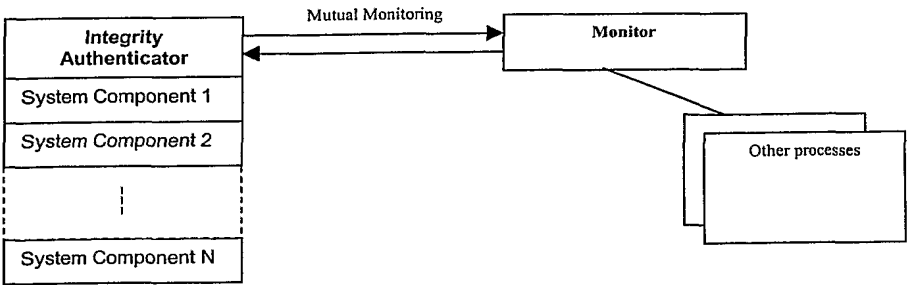 Mutual Monitoring
Integrity
Authenticator
System Component 1
System Component 2
System Component N
Monitor
Other processes